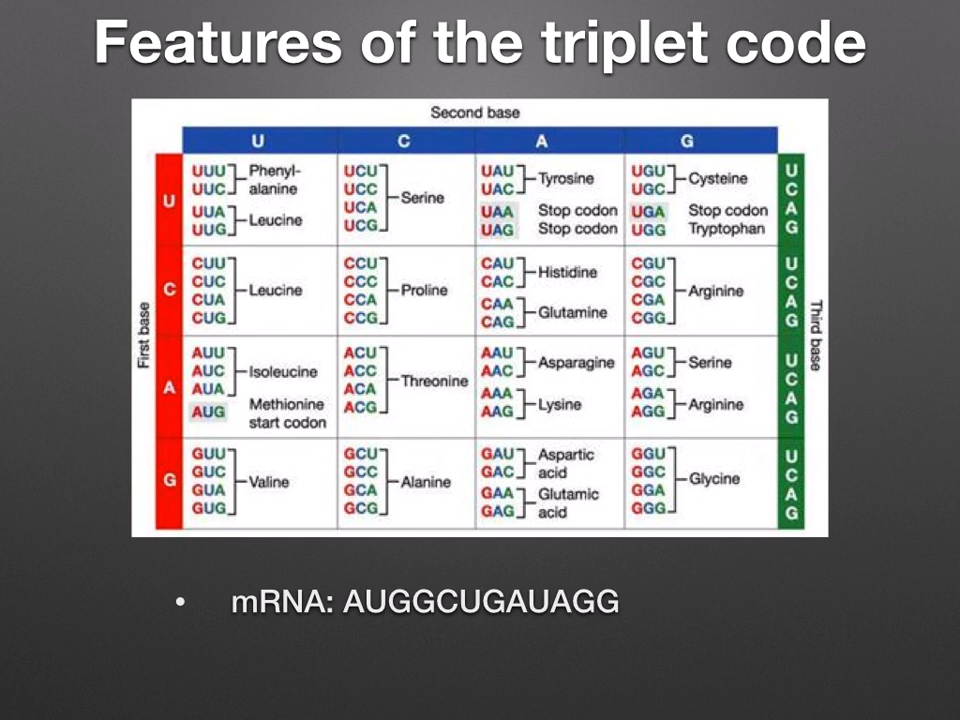 Features of the triplet code
Second base
U C A G
First base
U
UUU Phenyl-
UUC alanine
UUA Leucine
UUG
UCU
UCC Serine
UCA
UCG
UAU Tyrosine
UAC
UAA Stop codon
UAG Stop codon
UGU Cysteine
UGC
UGA Stop codon
UGG Tryptophan
U
C
A
G
C
CUU
CUC Leucine
CUA
CUG
CCU
CCC Proline
CCA
CCG
CAU Histidine
CAC
CAA Glutamine
CAG
CGU
CGC Arginine
CGA
CGG
U
C
A
G
A
AUU
AUC Isoleucine
AUA
AUG Methionine
start codon
ACU
ACC Threonine
ACA
ACG
AAU Asparagine
AAC
AAA Lysine
AAG
AGU Serine
AGC
AGA Arginine
AGG
U
C
A
G
G
GUU
GUC Valine
GUA
GUG
GCU
GCC Alanine
GCA
GCG
GAU Aspartic
GAC acid
GAA Glutamic
GAG acid
GGU
GGC Glycine
GGA
GGG
U
C
A
G
Third base
• mRNA: AUGGCUGAUAGG